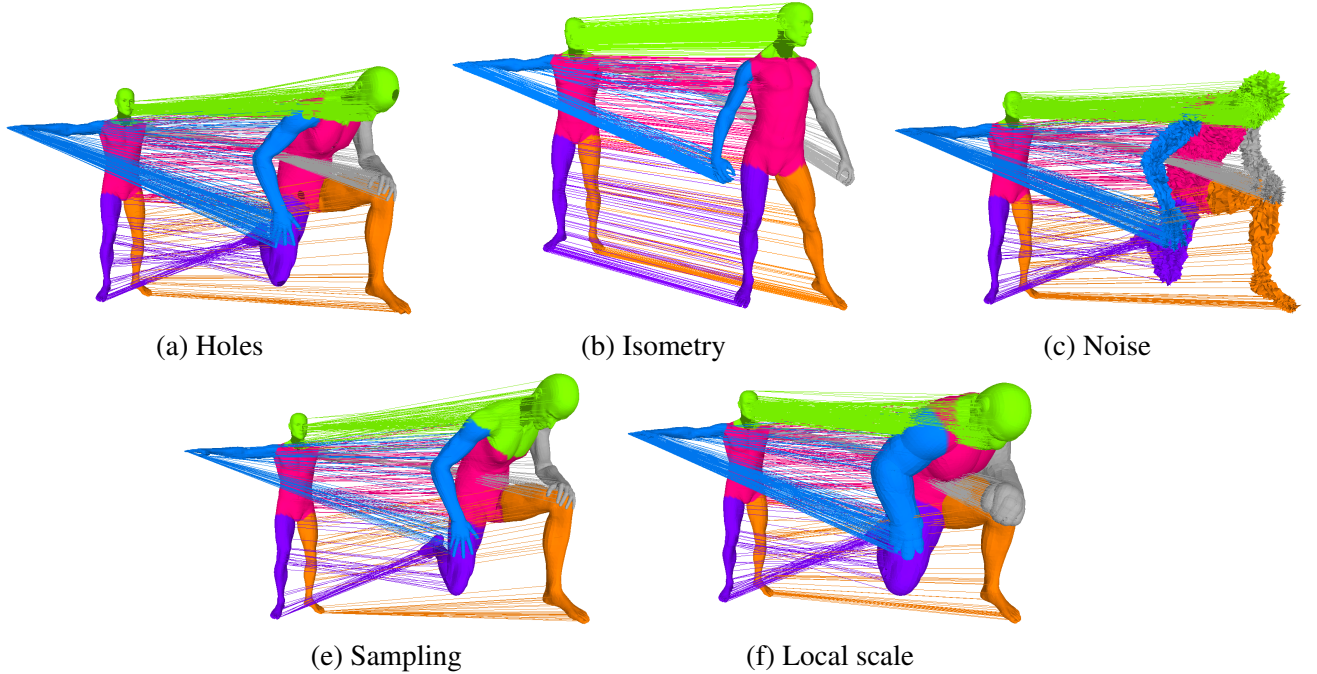 (a) Holes
(b) Isometry
(c) Noise
(e) Sampling
(f) Local scale